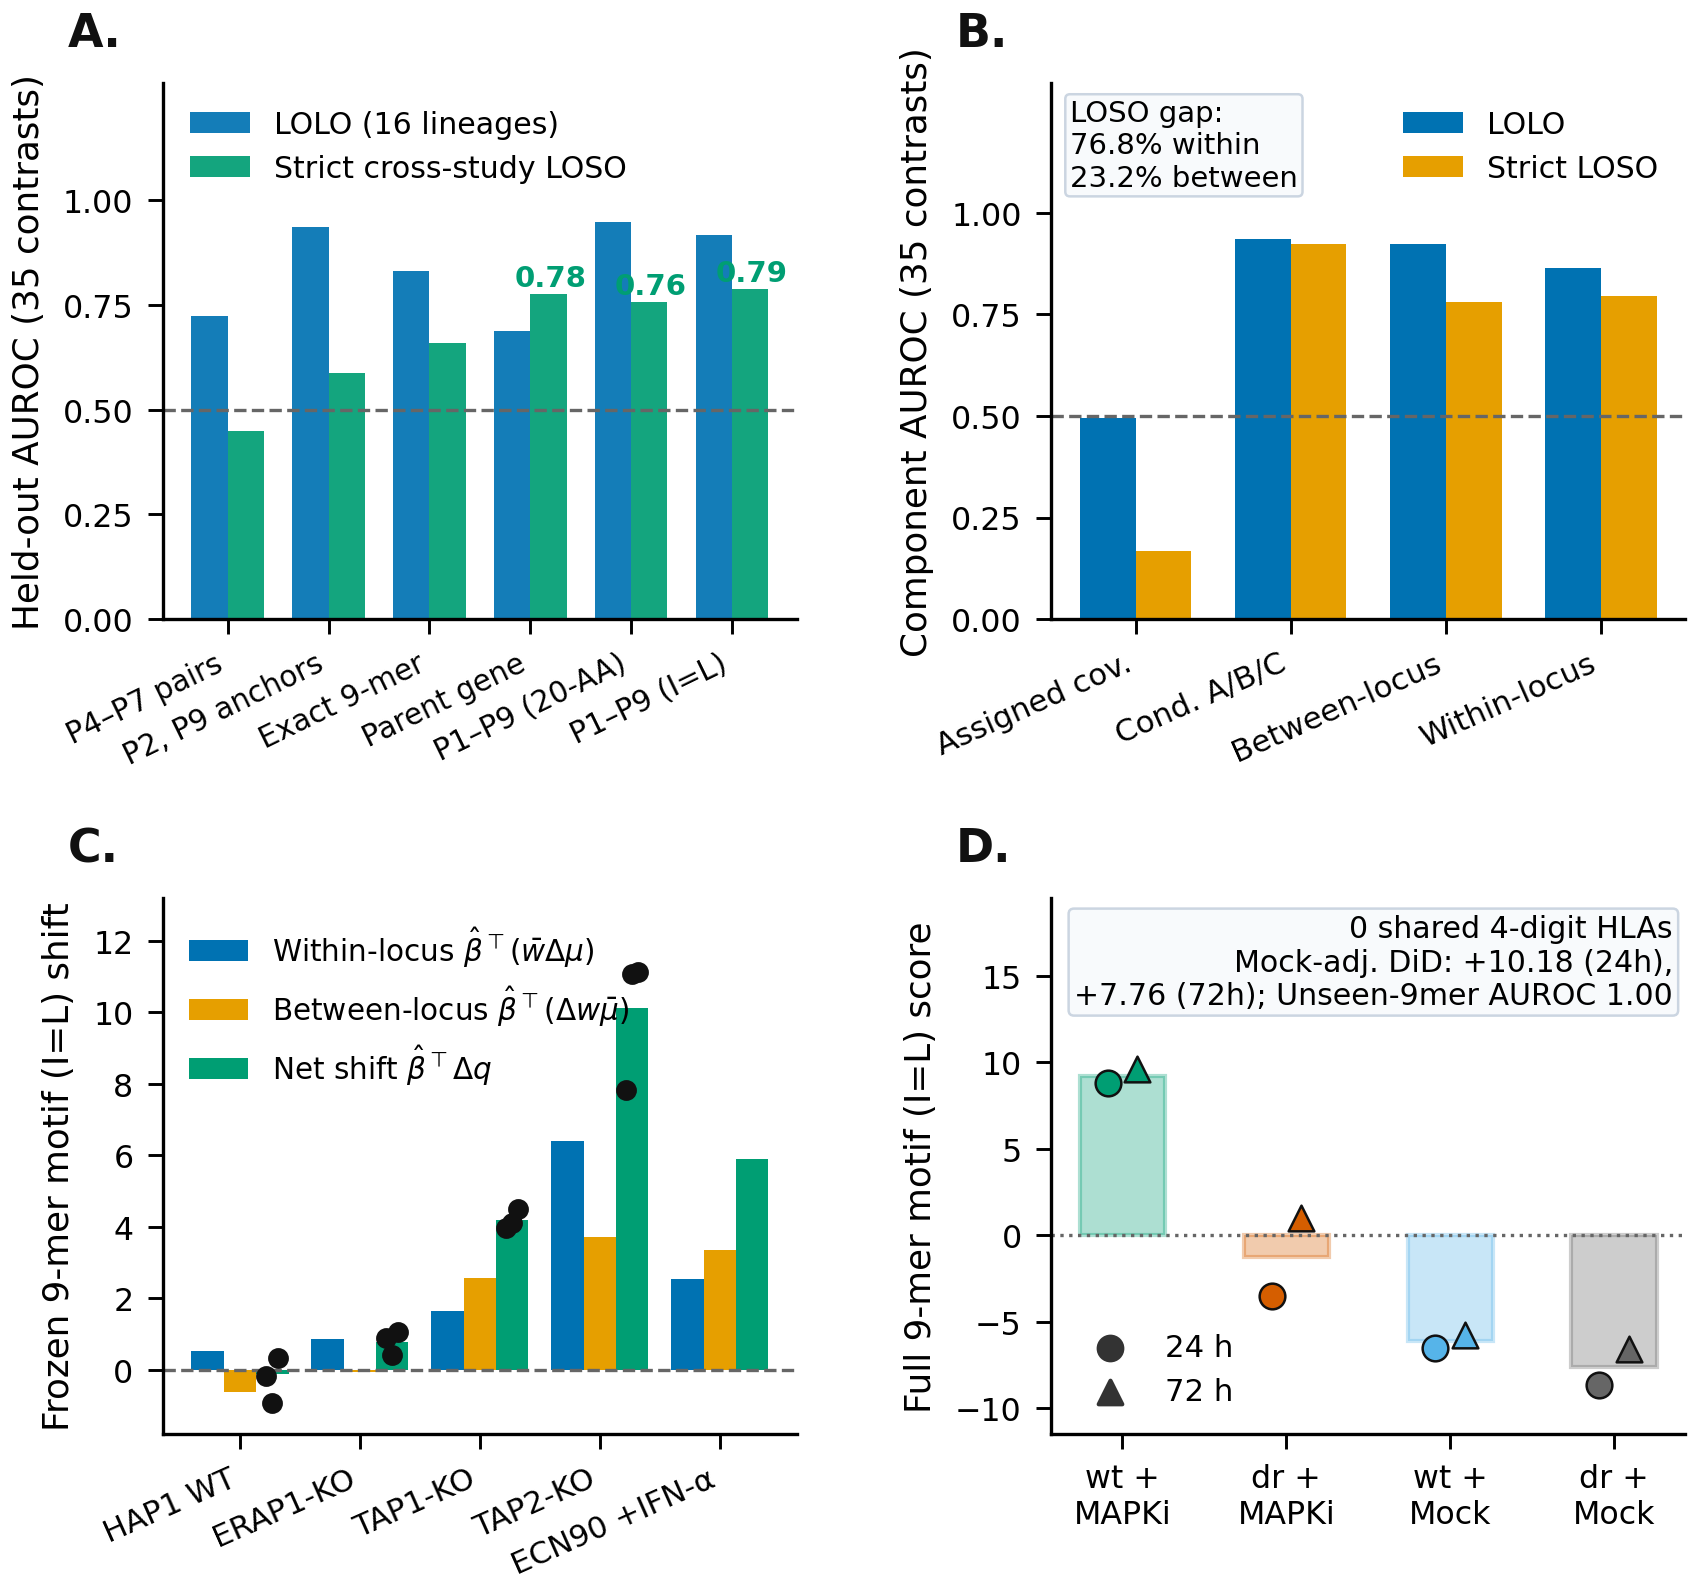 A.
Held-out AUROC (35 contrasts)
LOLO (16 lineages)
Strict cross-study LOSO
1.00
0.75
0.50
0.25
0.00
0.78
0.76
0.79
P4–P7 pairs
P2, P9 anchors
Exact 9-mer
Parent gene
P1–P9 (20-AA)
P1–P9 (I=L)
B.
Component AUROC (35 contrasts)
LOSO gap:
76.8% within
23.2% between
LOLO
Strict LOSO
1.00
0.75
0.50
0.25
0.00
Assigned cov.
Cond. A/B/C
Between-locus
Within-locus
C.
Frozen 9-mer motif (I=L) shift
Within-locus β̂⊤(w̄Δμ)
Between-locus β̂⊤(Δwμ̄)
Net shift β̂⊤Δq
12
10
8
6
4
2
0
HAP1 WT
ERAP1-KO
TAP1-KO
TAP2-KO
ECN90 +IFN-α
D.
Full 9-mer motif (I=L) score
0 shared 4-digit HLAs
Mock-adj. DiD: +10.18 (24h),
+7.76 (72h); Unseen-9mer AUROC 1.00
15
10
5
0
−5
−10
24 h
72 h
wt +
MAPKi
dr +
MAPKi
wt +
Mock
dr +
Mock